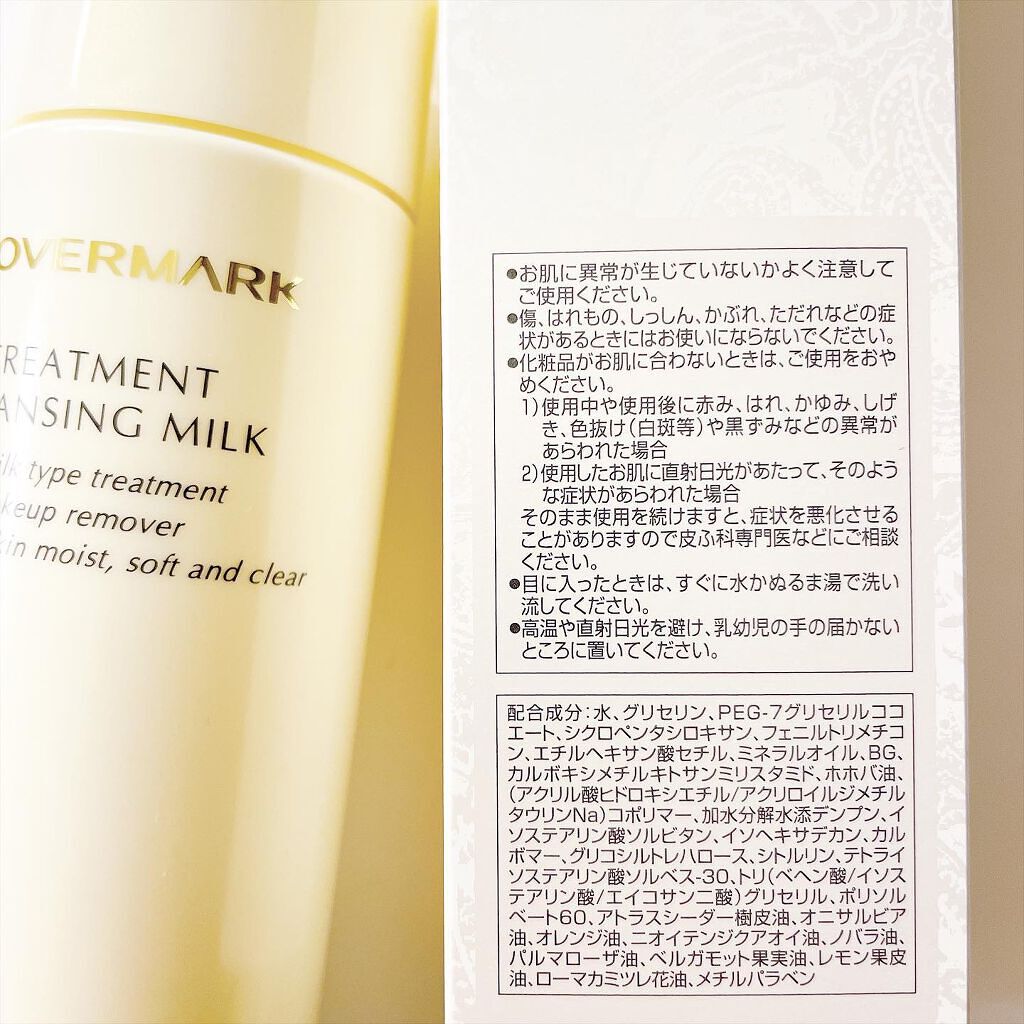 OVERMARK
TREATMENT
ANSING MILK
ilk type treatment
keup remover
kin moist, soft and clear
●お肌に異常が生じていないかよく注意して
ご使用ください。
●傷、はれもの、しっしん、かぶれ、ただれなどの症
状があるときにはお使いにならないでください。
●化粧品がお肌に合わないときは、ご使用をおや
めください。
1)使用中や使用後に赤み、はれ、かゆみ、しげ
き、色抜け(白斑等)や黒ずみなどの異常が
あらわれた場合
2)使用したお肌に直射日光があたって、そのよう
な症状があらわれた場合
そのまま使用を続けますと、症状を悪化させる
ことがありますので皮ふ科専門医などにご相談
ください。
●目に入ったときは、すぐに水かぬるま湯で洗い
流してください。
●高温や直射日光を避け、乳幼児の手の届かない
ところに置いてください。
配合成分:水、グリセリン、PEG-7グリセリルココ
エート、シクロペンタシロキサン、フェニルトリメチコ
ン、エチルヘキサン酸セチル、ミネラルオイル、BG、
カルボキシメチルキトサンミリスタミド、ホホバ油、
(アクリル酸ヒドロキシエチル/アクリロイルジメチル
タウリンNa)コポリマー、加水分解水添デンプン、イ
ソステアリン酸ソルビタン、イソヘキサデカン、カル
ボマー、グリコシルトレハロース、シトルリン、テトライ
ソステアリン酸ソルベス-30、トリ(ベヘン酸/イソス
テアリン酸/エイコサン二酸)グリセリル、ポリソル
ベート60、アトラスシーダー樹皮油、オニサルビア
油、オレンジ油、ニオイテンジクアオイ油、ノバラ油、
パルマローザ油、ベルガモット果実油、レモン果皮
油、ローマカミツレ花油、メチルパラベン